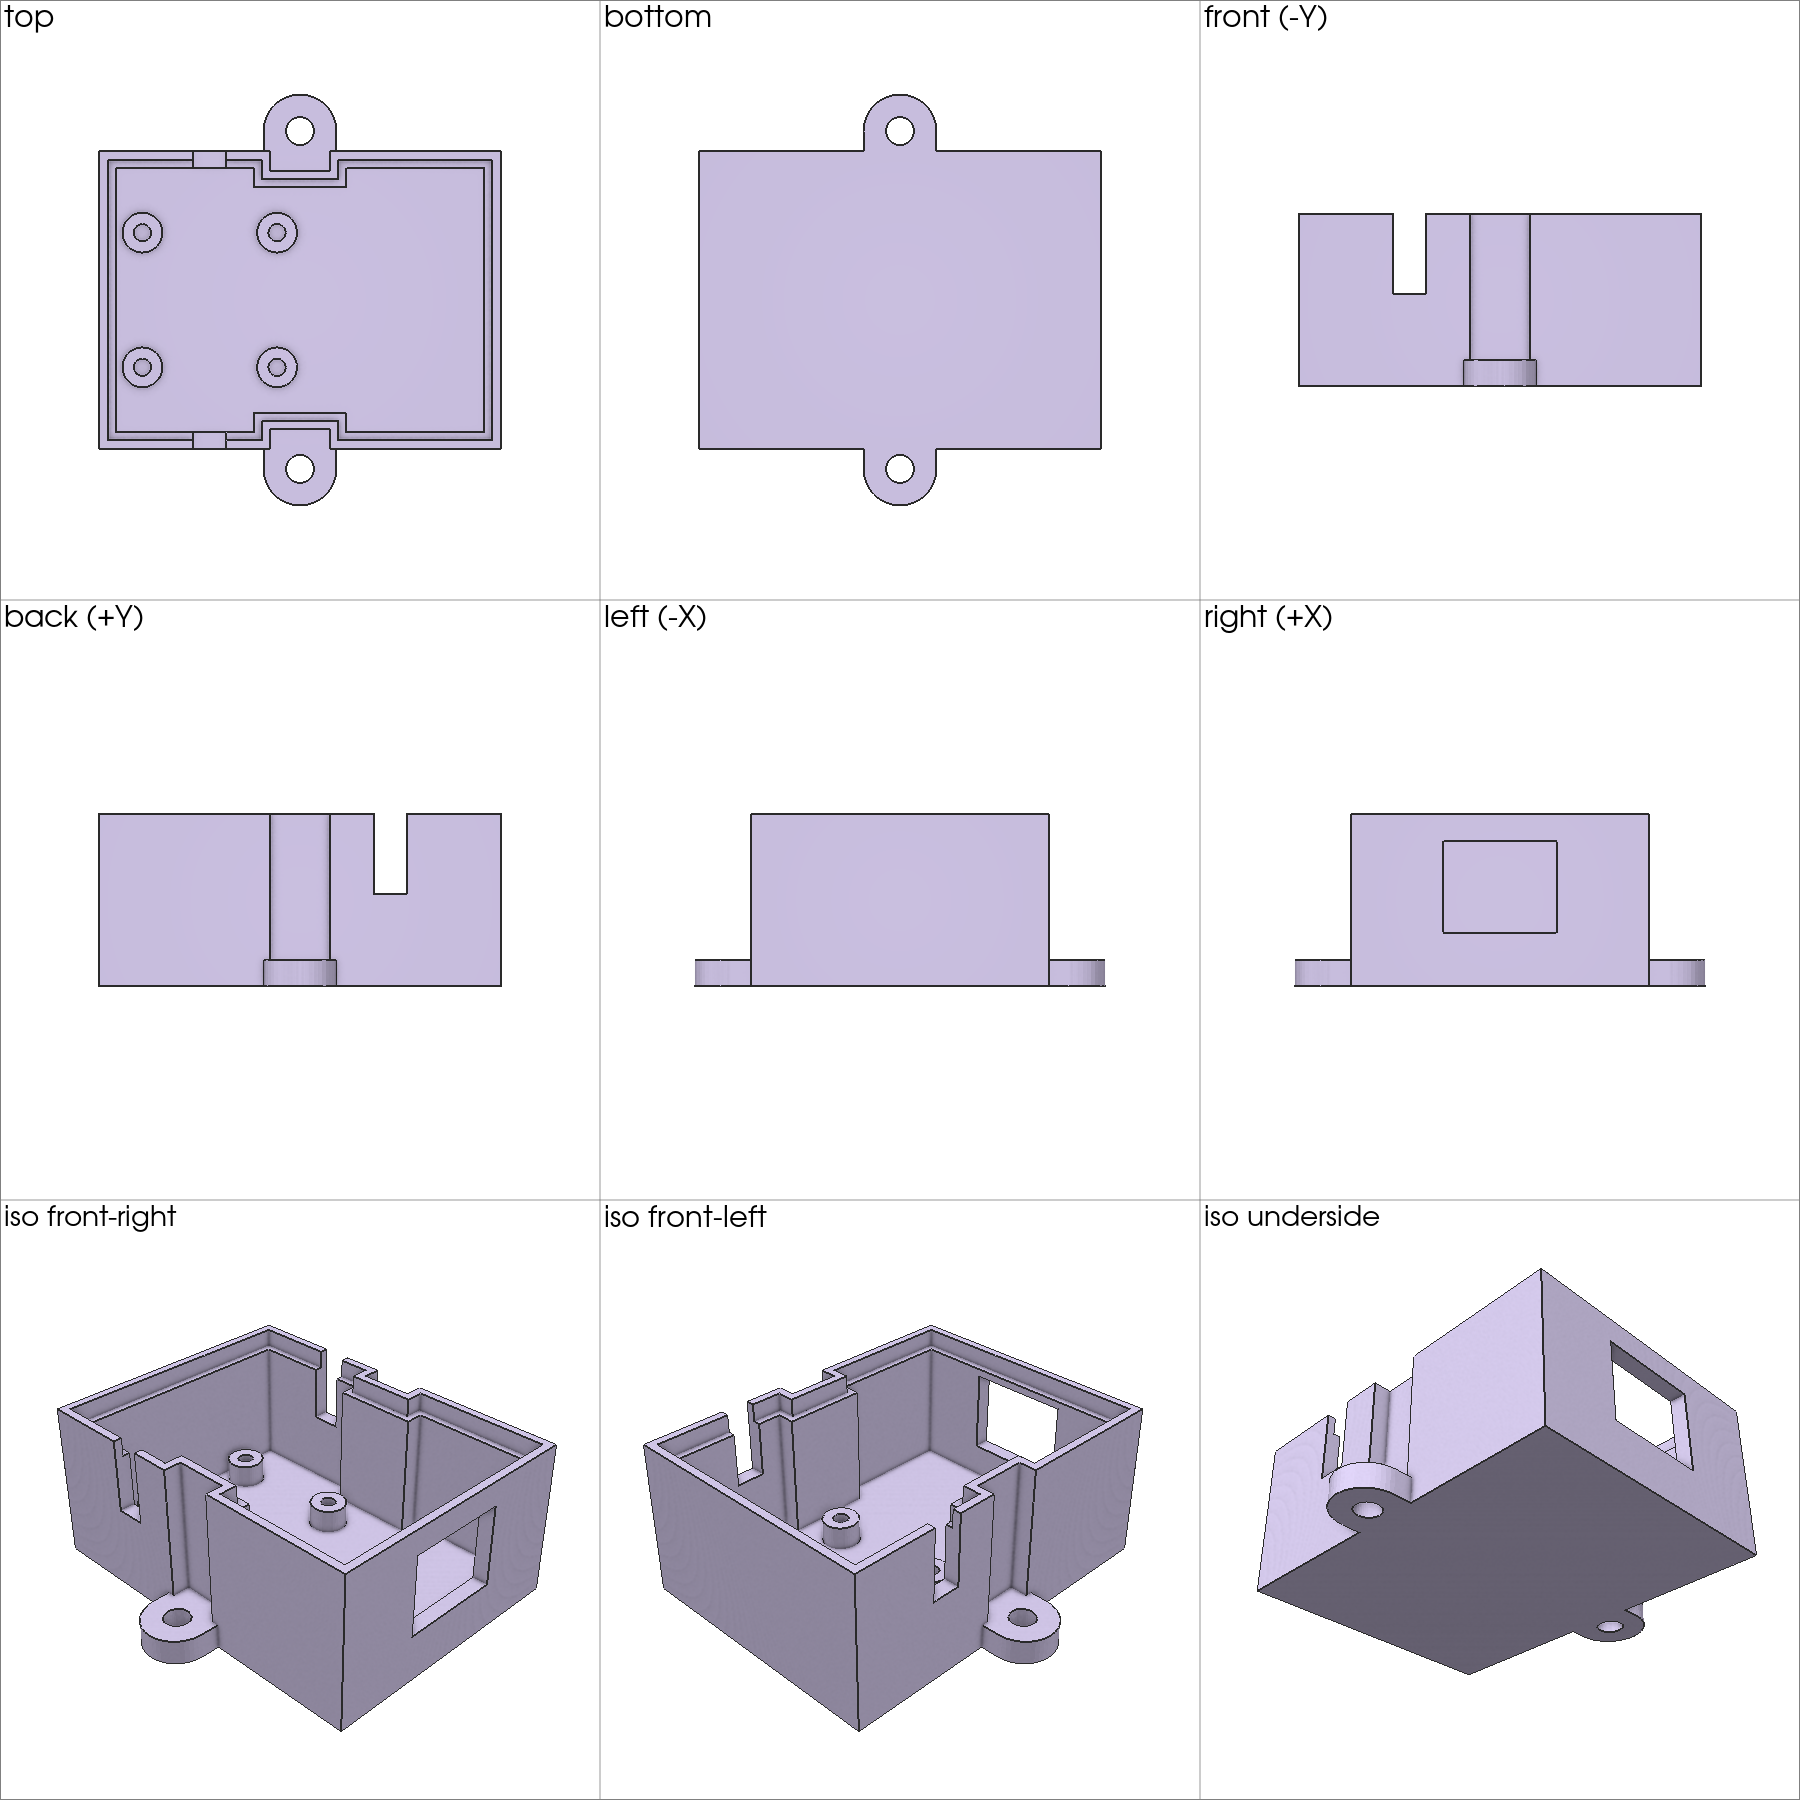 top
bottom
front (-Y)
back (+Y)
left (-X)
right (+X)
iso front-right
iso front-left
iso underside